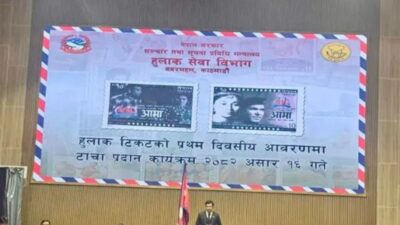 नेपाल सरकार
सञ्चार तथा सूचना प्रविधि मन्त्रालय
हुलाक सेवा विभाग
डबरमहल, काठमाडौं
आमा
आमा
हुलाक टिकटको प्रथम दिवसीय आवरणमा
टाँचा प्रदान कार्यक्रम २०८२ असार १६ गते